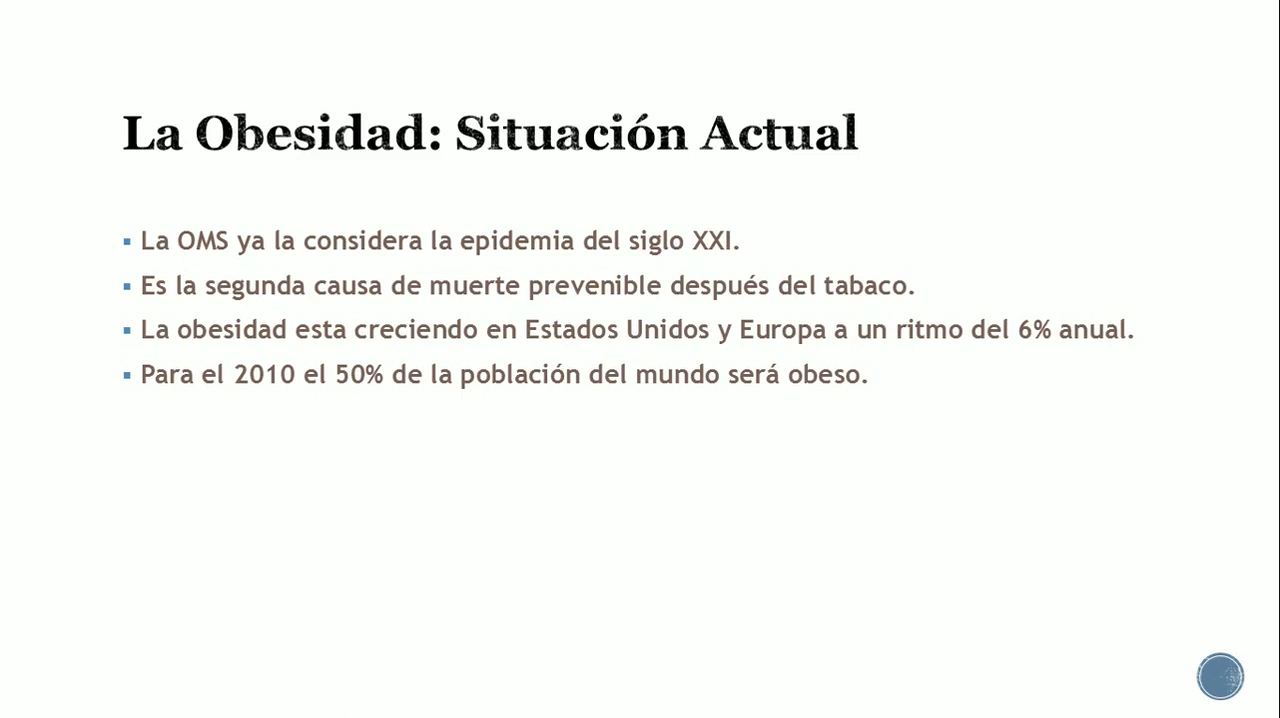 La Obesidad: Situación Actual
▪ La OMS ya la considera la epidemia del siglo XXI.
▪ Es la segunda causa de muerte prevenible después del tabaco.
▪ La obesidad esta creciendo en Estados Unidos y Europa a un ritmo del 6% anual.
▪ Para el 2010 el 50% de la población del mundo será obeso.